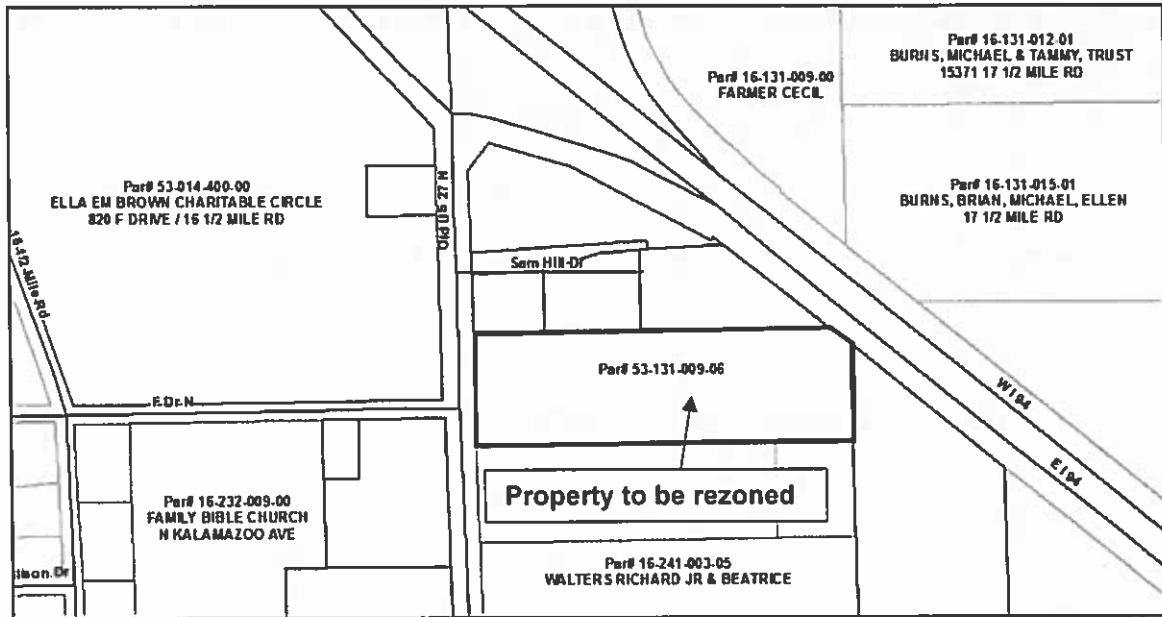 Par# 16-131-012-01
BURNS, MICHAEL & TAMMY, TRUST
15371 17 1/2 MILE RD
Par# 16-131-009-00
FARMER CECIL
Par# 53-014-400-00
ELLA EM BROWN CHARITABLE CIRCLE
820 F DRIVE / 16 1/2 MILE RD
Old US 27 N
Par# 16-131-015-01
BURNS, BRIAN, MICHAEL, ELLEN
17 1/2 MILE RD
16-1/2-Mile-Rd
Sam Hill-Dr
Par# 53-131-009-06
F-Dr-N
W I 94
E I 94
Property to be rezoned
Par# 16-232-009-00
FAMILY BIBLE CHURCH
N KALAMAZOO AVE
Par# 16-241-003-05
WALTERS RICHARD JR & BEATRICE